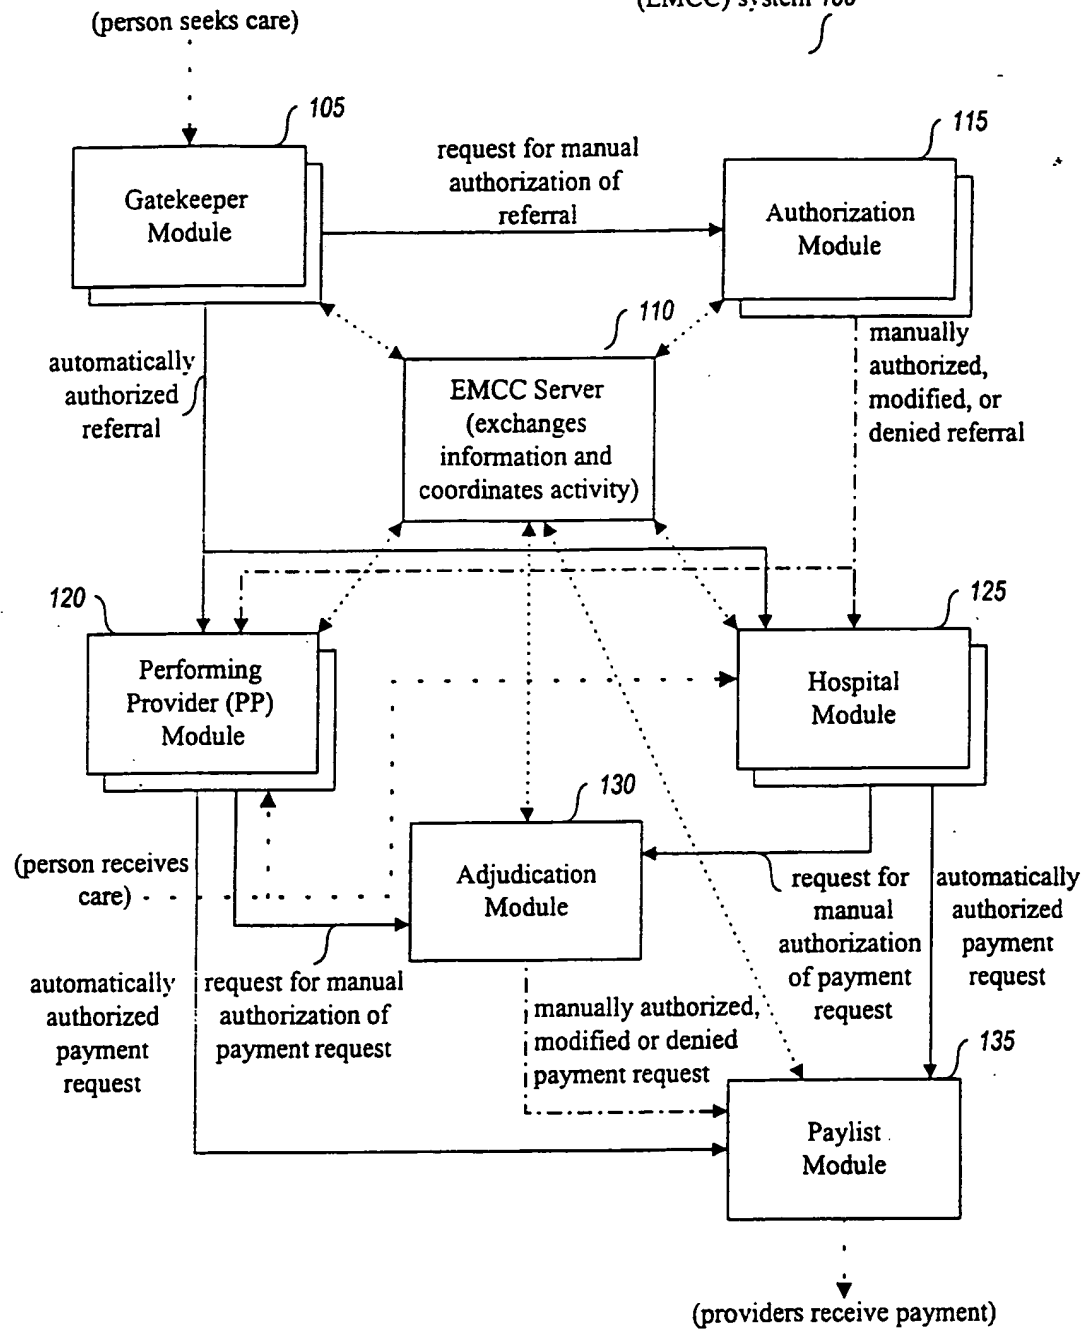 (EMCC) system 100
(person seeks care)
105
115
Gatekeeper
Module
request for manual
authorization of
referral
Authorization
Module
110
automatically
authorized
referral
EMCC Server
(exchanges
information and
coordinates activity)
manually
authorized,
modified, or
denied referral
120
125
Performing
Provider (PP)
Module
Hospital
Module
130
(person receives
care)
Adjudication
Module
request for
manual
authorization
of payment
request
automatically
authorized
payment
request
automatically
authorized
payment
request
request for manual
authorization of
payment request
manually authorized,
modified or denied
payment request
135
Paylist
Module
(providers receive payment)